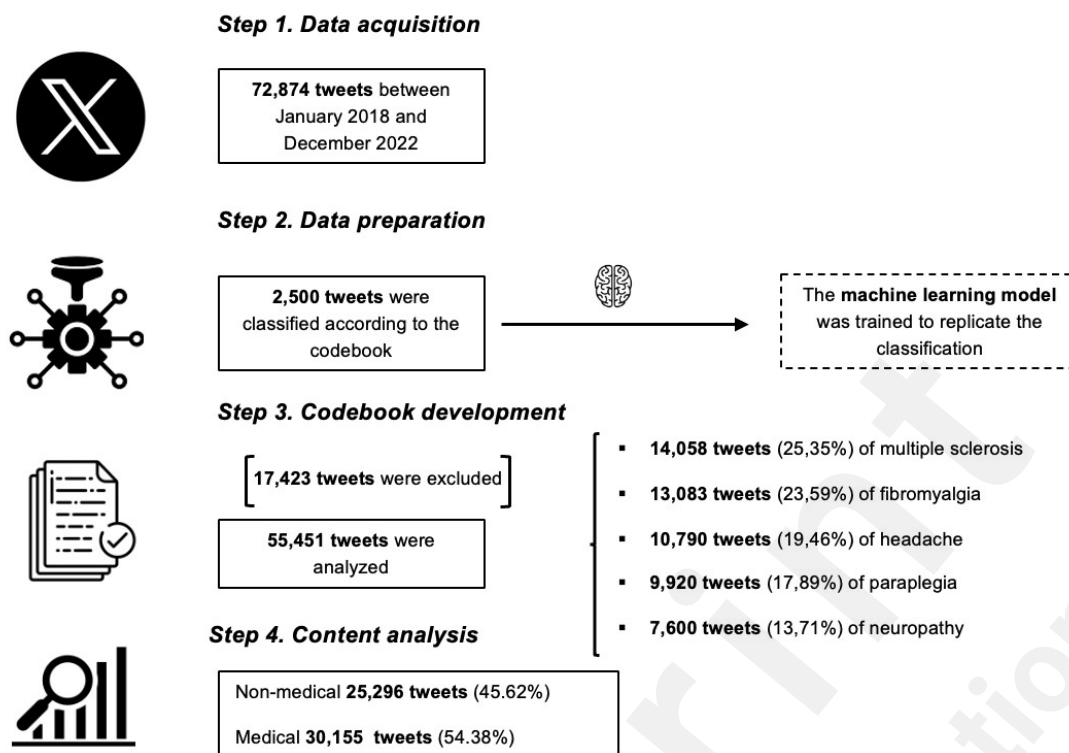 Step 1. Data acquisition
72,874 tweets between
January 2018 and
December 2022
Step 2. Data preparation
2,500 tweets were
classified according to the
codebook
The machine learning model
was trained to replicate the
classification
Step 3. Codebook development
17,423 tweets were excluded
55,451 tweets were
analyzed
▪ 14,058 tweets (25,35%) of multiple sclerosis
▪ 13,083 tweets (23,59%) of fibromyalgia
▪ 10,790 tweets (19,46%) of headache
▪ 9,920 tweets (17,89%) of paraplegia
▪ 7,600 tweets (13,71%) of neuropathy
Step 4. Content analysis
Non-medical 25,296 tweets (45.62%)
Medical 30,155 tweets (54.38%)